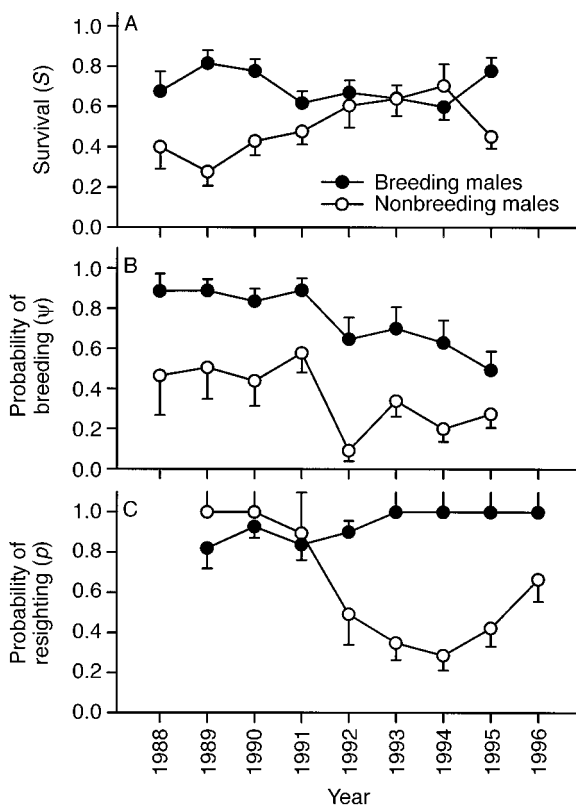 A
Survival (S)
1.0
0.8
0.6
0.4
0.2
0.0
Breeding males
Nonbreeding males
B
Probability of
breeding (ψ)
1.0
0.8
0.6
0.4
0.2
0.0
C
Probability of
resighting (p)
1.0
0.8
0.6
0.4
0.2
0.0
1988
1989
1990
1991
1992
1993
1994
1995
1996
Year